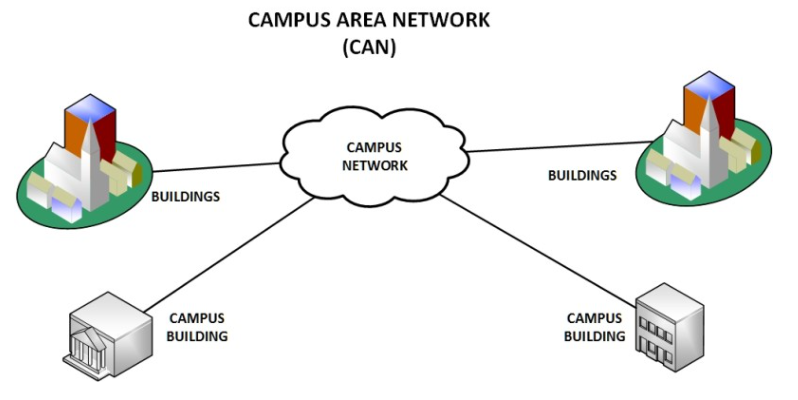 CAMPUS AREA NETWORK
(CAN)
CAMPUS
NETWORK
BUILDINGS
BUILDINGS
CAMPUS
BUILDING
CAMPUS
BUILDING